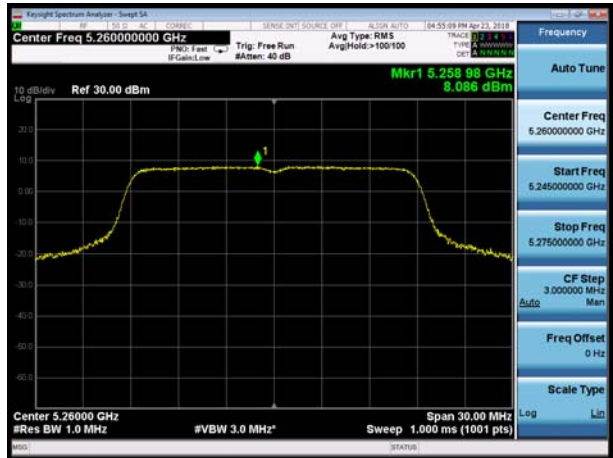 Keysight Spectrum Analyzer - Swept SA
RF 50 Ω AC CORREC SENSE:INT SOURCE OFF ALIGN AUTO 04:55:09 PM Apr 23, 2018
Center Freq 5.260000000 GHz
PNO: Fast
IFGain:Low
Trig: Free Run
#Atten: 40 dB
Avg Type: RMS
Avg|Hold:>100/100
TRACE 1 2 3 4 5 6
TYPE A WWWWW
DET A N N N N N
Mkr1 5.258 98 GHz
8.086 dBm
10 dB/div Ref 30.00 dBm
Log
20.0
10.0
0.00
-10.0
-20.0
-30.0
-40.0
-50.0
-60.0
1
Center 5.26000 GHz
Span 30.00 MHz
#Res BW 1.0 MHz
#VBW 3.0 MHz*
Sweep 1.000 ms (1001 pts)
MSG
STATUS
Frequency
Auto Tune
Center Freq
5.260000000 GHz
Start Freq
5.245000000 GHz
Stop Freq
5.275000000 GHz
CF Step
3.000000 MHz
Auto Man
Freq Offset
0 Hz
Scale Type
Log Lin